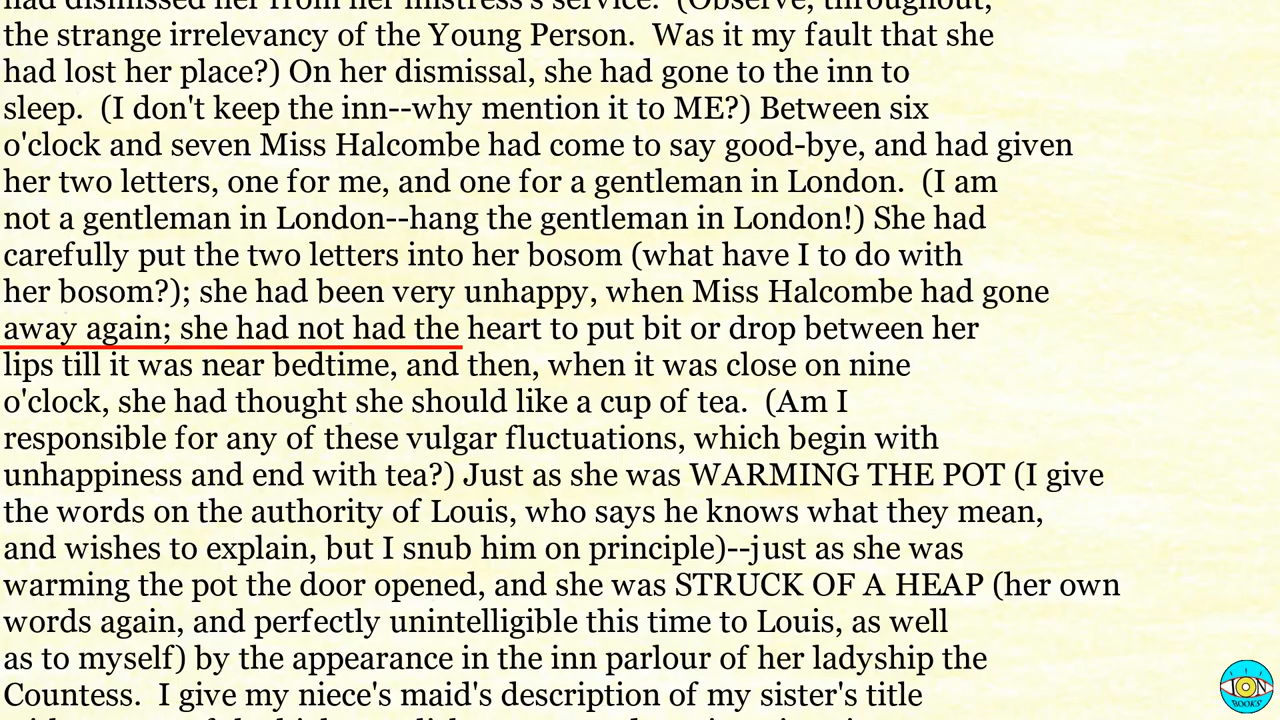 had dismissed her from her mistress's service. (Observe, throughout,
the strange irrelevancy of the Young Person.  Was it my fault that she
had lost her place?) On her dismissal, she had gone to the inn to
sleep.  (I don't keep the inn--why mention it to ME?) Between six
o'clock and seven Miss Halcombe had come to say good-bye, and had given
her two letters, one for me, and one for a gentleman in London.  (I am
not a gentleman in London--hang the gentleman in London!) She had
carefully put the two letters into her bosom (what have I to do with
her bosom?); she had been very unhappy, when Miss Halcombe had gone
away again; she had not had the heart to put bit or drop between her
lips till it was near bedtime, and then, when it was close on nine
o'clock, she had thought she should like a cup of tea.  (Am I
responsible for any of these vulgar fluctuations, which begin with
unhappiness and end with tea?) Just as she was WARMING THE POT (I give
the words on the authority of Louis, who says he knows what they mean,
and wishes to explain, but I snub him on principle)--just as she was
warming the pot the door opened, and she was STRUCK OF A HEAP (her own
words again, and perfectly unintelligible this time to Louis, as well
as to myself) by the appearance in the inn parlour of her ladyship the
Countess.  I give my niece's maid's description of my sister's title
ION
BOOKS